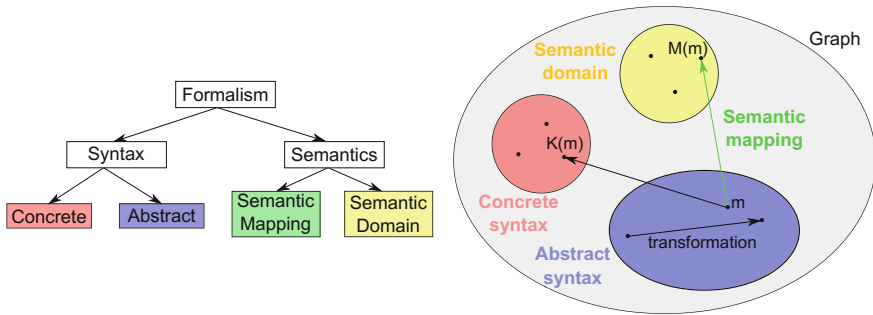 Formalism
Syntax
Semantics
Concrete
Abstract
Semantic
Mapping
Semantic
Domain
Graph
Semantic
domain
M(m)
Semantic
mapping
K(m)
Concrete
syntax
m
transformation
Abstract
syntax